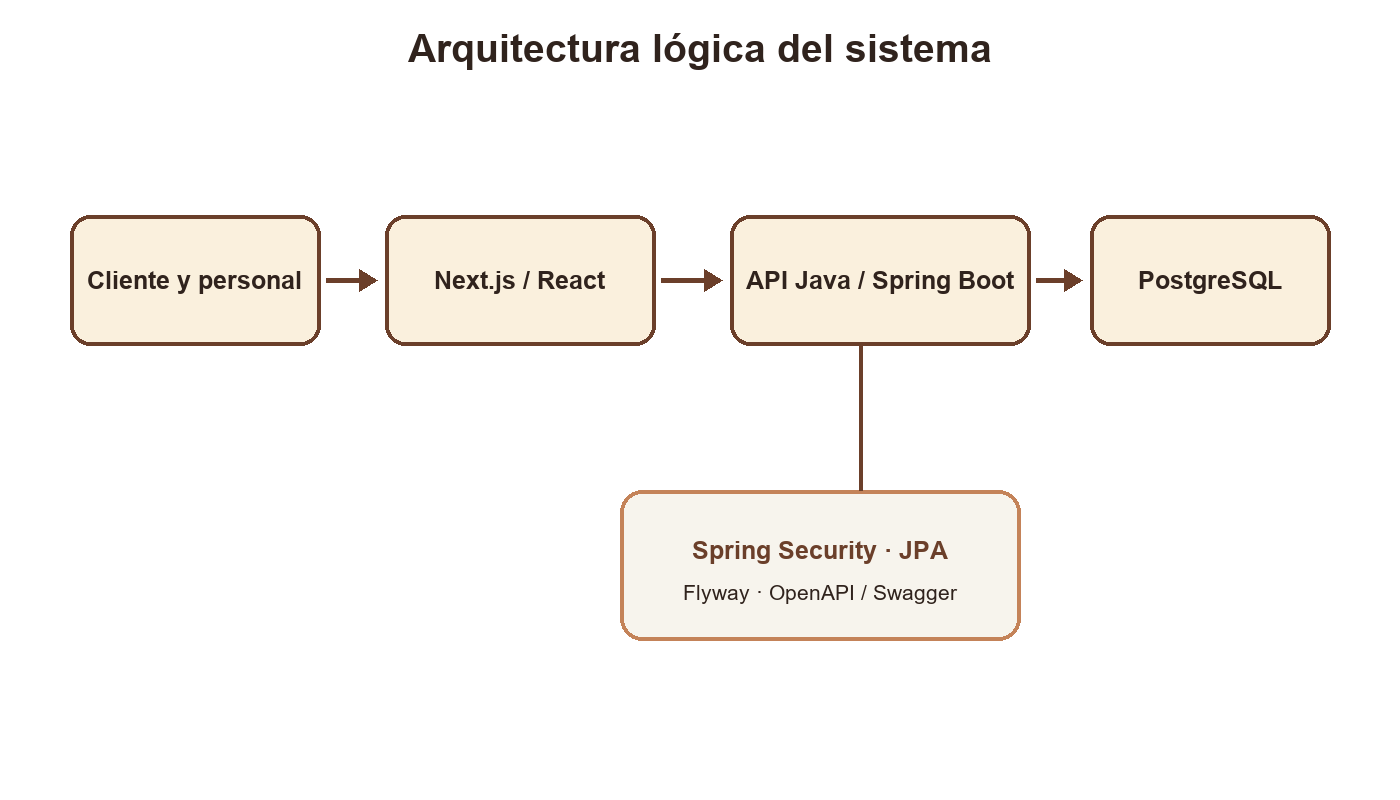 Arquitectura lógica del sistema
Cliente y personal
Next.js / React
API Java / Spring Boot
PostgreSQL
Spring Security · JPA
Flyway · OpenAPI / Swagger